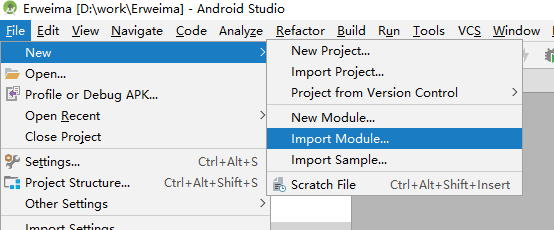 Erweima [D:\work\Erweima] - Android Studio
File Edit View Navigate Code Analyze Refactor Build Run Tools VCS Window
New
Open...
Profile or Debug APK...
Open Recent
Close Project
Settings... Ctrl+Alt+S
Project Structure... Ctrl+Alt+Shift+S
Other Settings
Import Settings...
New Project...
Import Project...
Project from Version Control
New Module...
Import Module...
Import Sample...
Scratch File Ctrl+Alt+Shift+Insert